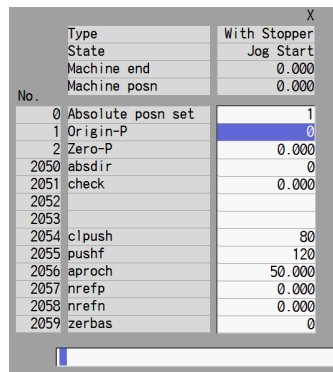 X
Type With Stopper
State Jog Start
Machine end 0.000
Machine posn 0.000
No.
0 Absolute posn set 1
1 Origin-P 0
2 Zero-P 0.000
2050 absdir 0
2051 check 0.000
2052
2053
2054 clpush 80
2055 pushf 120
2056 aproch 50.000
2057 nrefp 0.000
2058 nrefn 0.000
2059 zerbas 0